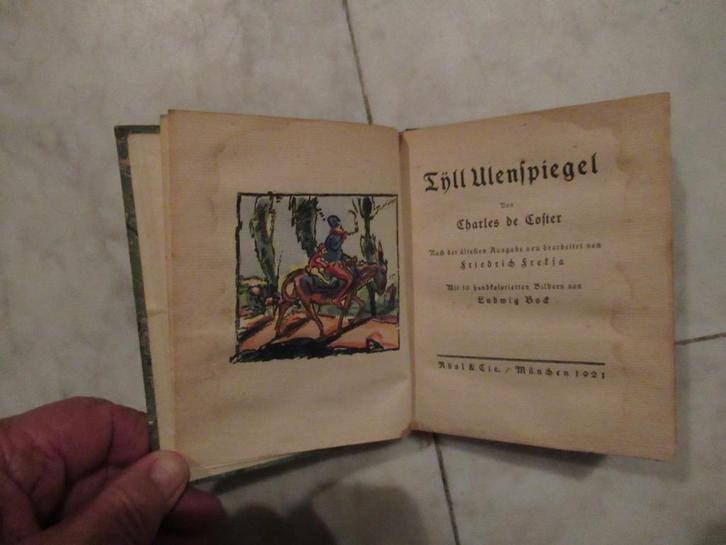 Tÿll Ulenſpiegel
Von
Charles de Coſter
Nach der älteſten Ausgabe neu bearbeitet von
Friedrich Frekſa
Mit 10 handkolorierten Bildern von
Ludwig Bock
Röſl & Cie. / München 1921